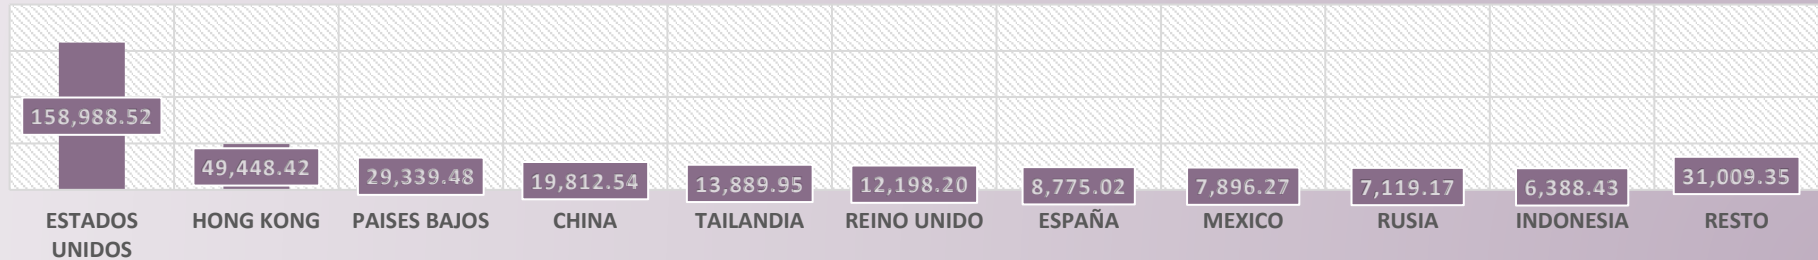 158,988.52
49,448.42
29,339.48
19,812.54
13,889.95
12,198.20
8,775.02
7,896.27
7,119.17
6,388.43
31,009.35
ESTADOS
UNIDOS
HONG KONG
PAISES BAJOS
CHINA
TAILANDIA
REINO UNIDO
ESPAÑA
MEXICO
RUSIA
INDONESIA
RESTO